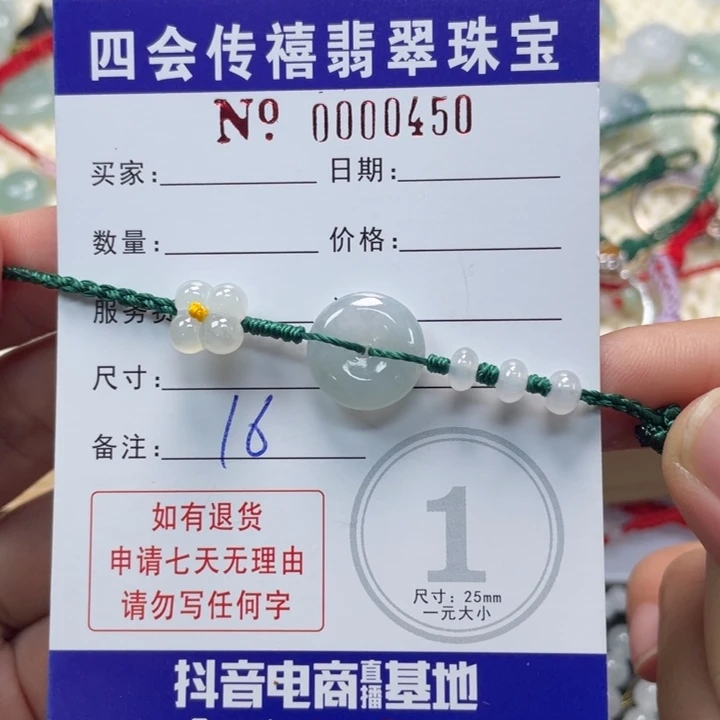 四会传禧翡翠珠宝
Nº. 0000450
买家: 日期:
数量: 价格:
服务费
尺寸:
备注: 16
如有退货
申请七天无理由
请勿写任何字
1
尺寸: 25mm
一元大小
抖音电商直播基地